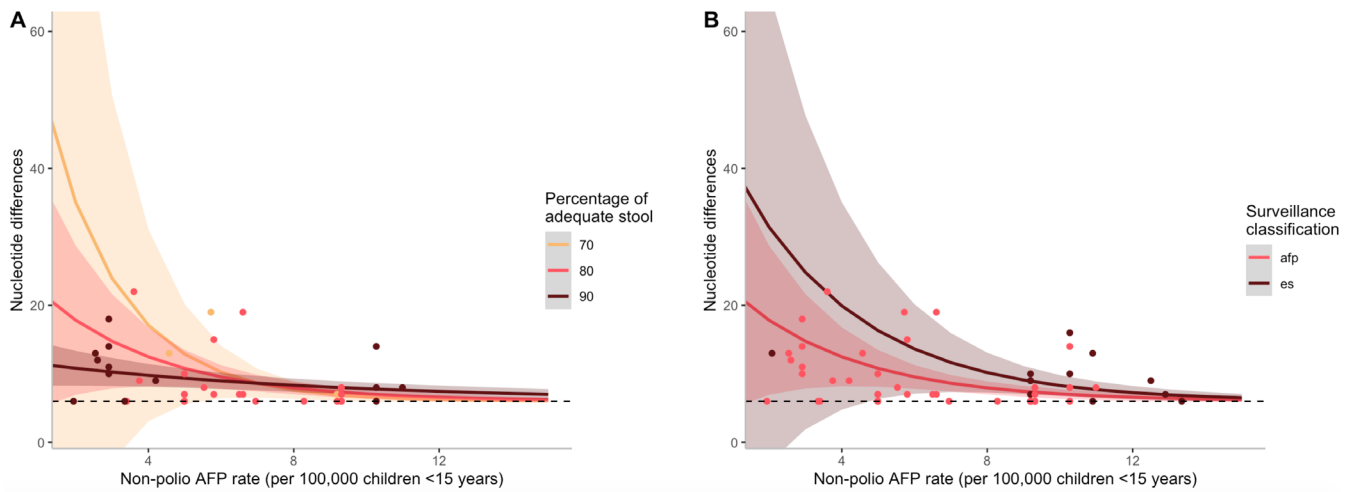 A
60
40
20
0
Nucleotide differences
4
8
12
Non-polio AFP rate (per 100,000 children <15 years)
Percentage of
adequate stool
70
80
90
B
60
40
20
0
Nucleotide differences
4
8
12
Non-polio AFP rate (per 100,000 children <15 years)
Surveillance
classification
afp
es